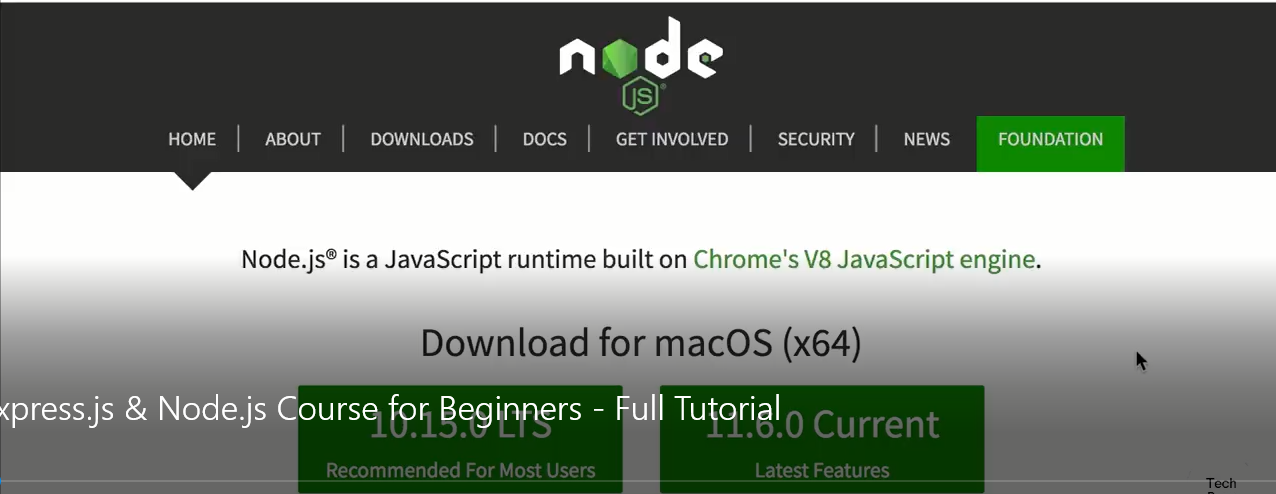 node
JS
HOME ABOUT DOWNLOADS DOCS GET INVOLVED SECURITY NEWS FOUNDATION
Node.js® is a JavaScript runtime built on Chrome's V8 JavaScript engine.
Download for macOS (x64)
xpress.js & Node.js Course for Beginners - Full Tutorial
10.15.0 LTS 11.6.0 Current
Recommended For Most Users Latest Features
Tech